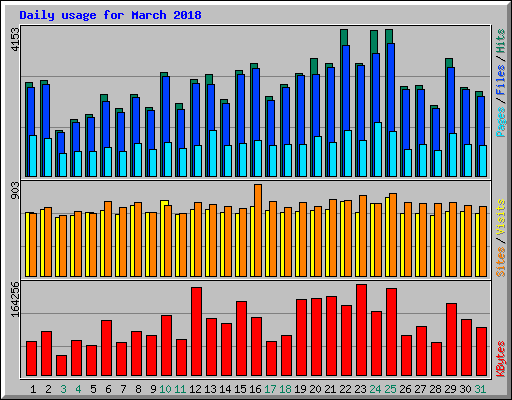 Daily usage for March 2018
4153
Pages / Files / Hits
903
Sites / Visits
164256
KBytes
1 2 3 4 5 6 7 8 9 10 11 12 13 14 15 16 17 18 19 20 21 22 23 24 25 26 27 28 29 30 31